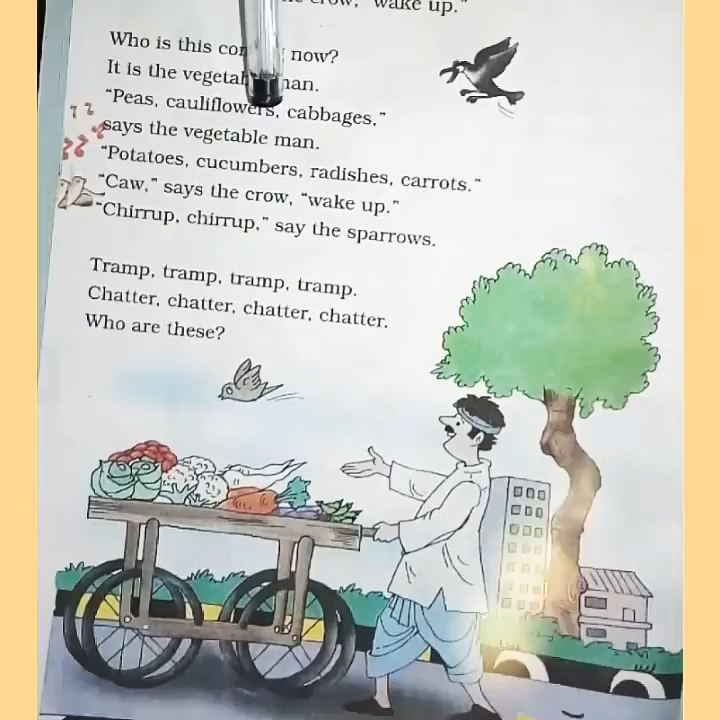 crow, "wake up."
Who is this now?
It is the vegetable man.
"Peas, cauliflowers, cabbages,"
says the vegetable man.
"Potatoes, cucumbers, radishes, carrots."
"Caw," says the crow, "wake up."
"Chirrup, chirrup," say the sparrows.
Tramp, tramp, tramp, tramp.
Chatter, chatter, chatter, chatter.
Who are these?